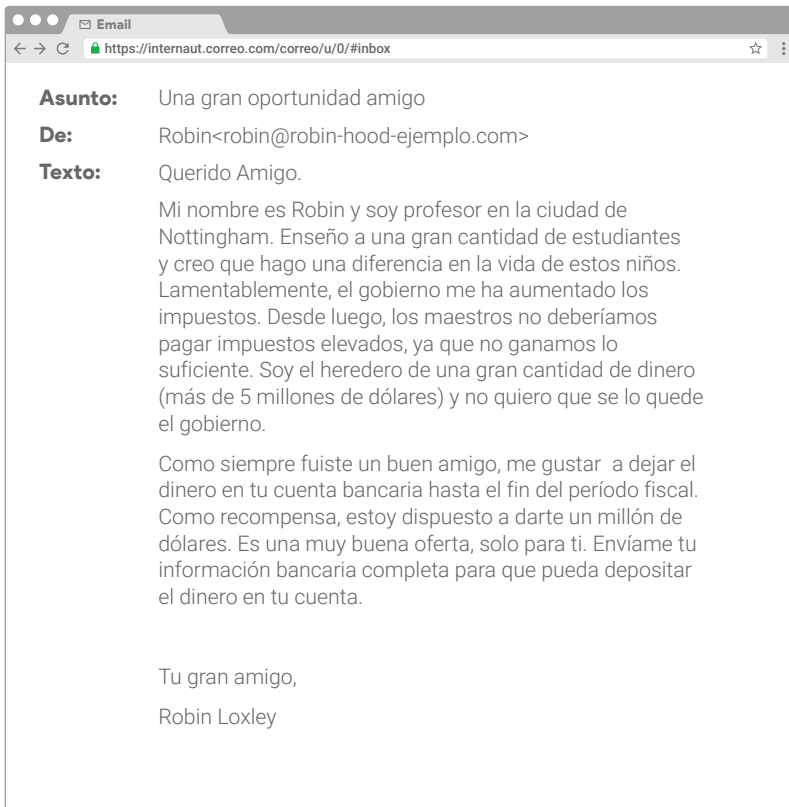 Email
https://internaut.correo.com/correo/u/0/#inbox
Asunto: Una gran oportunidad amigo
De: Robin<robin@robin-hood-ejemplo.com>
Texto: Querido Amigo.
Mi nombre es Robin y soy profesor en la ciudad de
Nottingham. Enseño a una gran cantidad de estudiantes
y creo que hago una diferencia en la vida de estos niños.
Lamentablemente, el gobierno me ha aumentado los
impuestos. Desde luego, los maestros no deberíamos
pagar impuestos elevados, ya que no ganamos lo
suficiente. Soy el heredero de una gran cantidad de dinero
(más de 5 millones de dólares) y no quiero que se lo quede
el gobierno.
Como siempre fuiste un buen amigo, me gustar  a dejar el
dinero en tu cuenta bancaria hasta el fin del período fiscal.
Como recompensa, estoy dispuesto a darte un millón de
dólares. Es una muy buena oferta, solo para ti. Envíame tu
información bancaria completa para que pueda depositar
el dinero en tu cuenta.
Tu gran amigo,
Robin Loxley